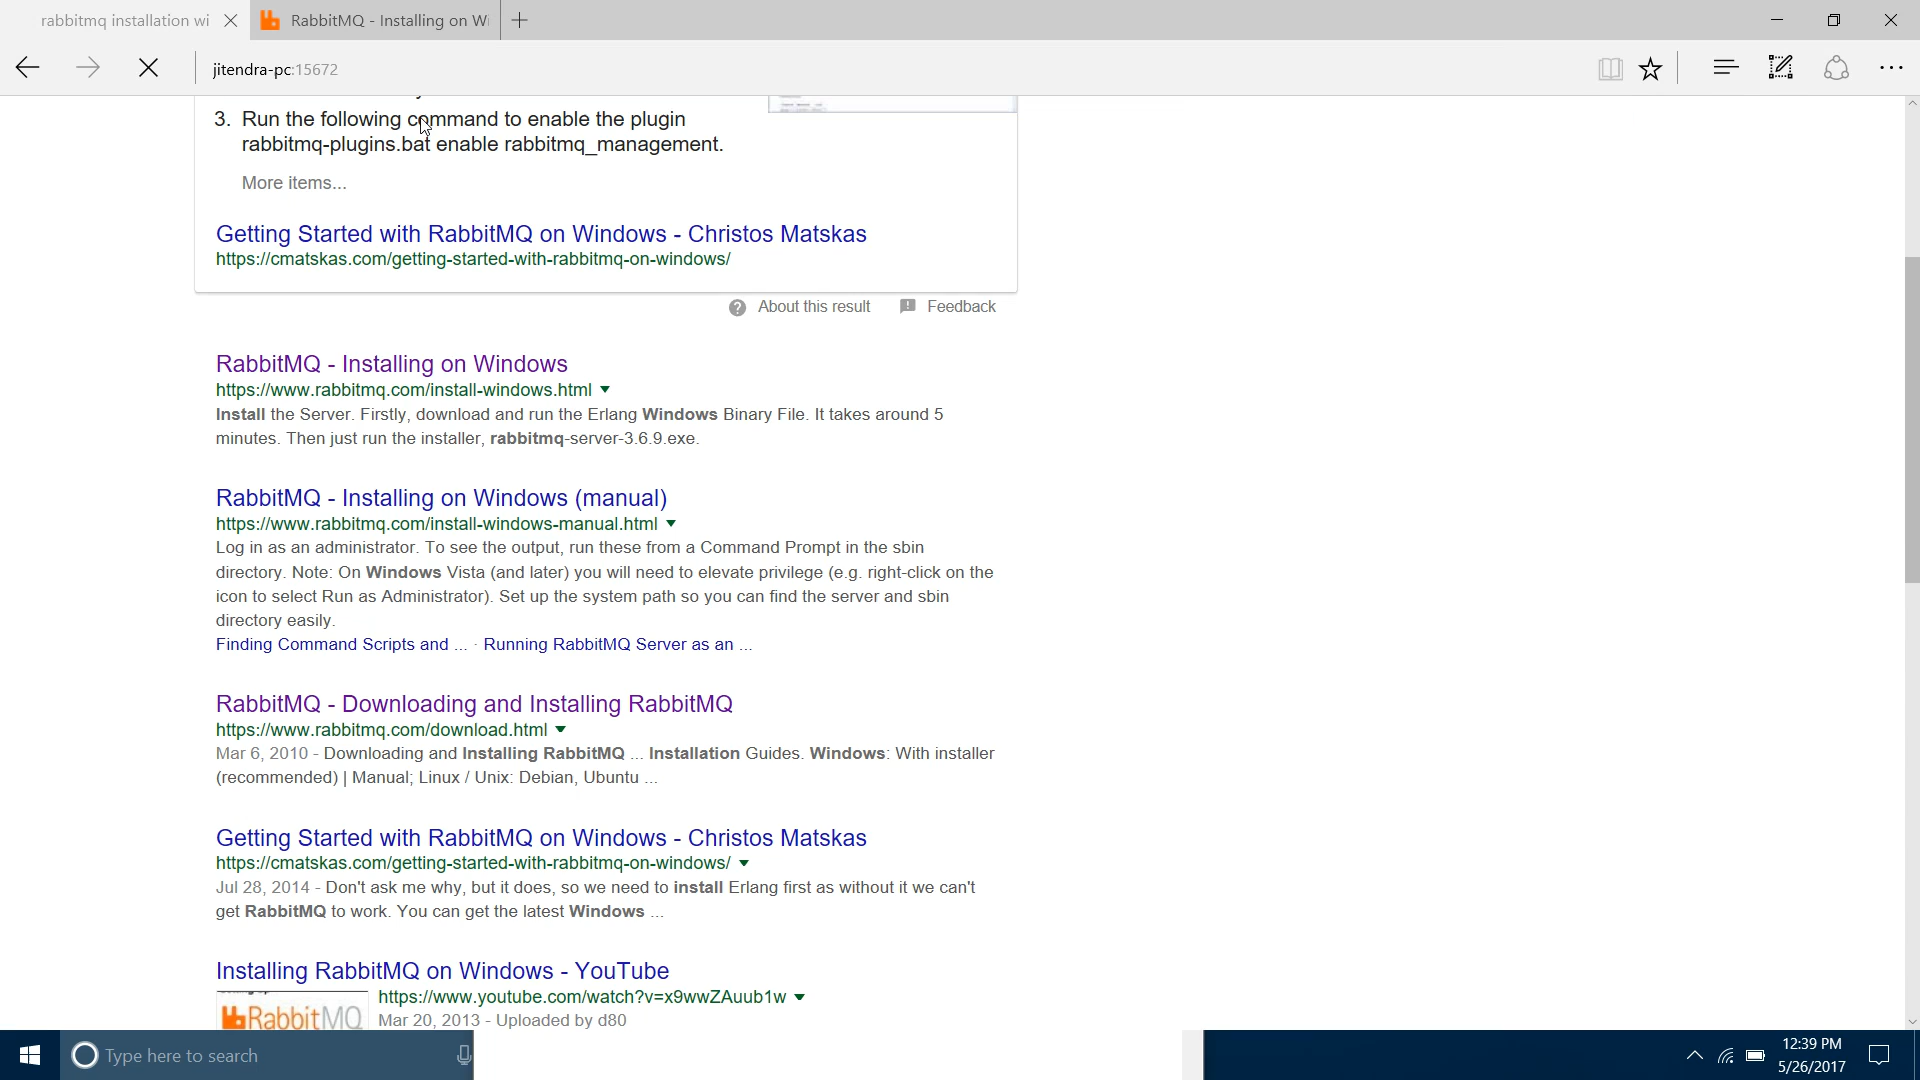 rabbitmq installation wi
RabbitMQ - Installing on Wi
jitendra-pc:15672
3. Run the following command to enable the plugin
rabbitmq-plugins.bat enable rabbitmq_management.
More items...
Getting Started with RabbitMQ on Windows - Christos Matskas
https://cmatskas.com/getting-started-with-rabbitmq-on-windows/
About this result Feedback
RabbitMQ - Installing on Windows
https://www.rabbitmq.com/install-windows.html
Install the Server. Firstly, download and run the Erlang Windows Binary File. It takes around 5
minutes. Then just run the installer, rabbitmq-server-3.6.9.exe.
RabbitMQ - Installing on Windows (manual)
https://www.rabbitmq.com/install-windows-manual.html
Log in as an administrator. To see the output, run these from a Command Prompt in the sbin
directory. Note: On Windows Vista (and later) you will need to elevate privilege (e.g. right-click on the
icon to select Run as Administrator). Set up the system path so you can find the server and sbin
directory easily.
Finding Command Scripts and ... · Running RabbitMQ Server as an ...
RabbitMQ - Downloading and Installing RabbitMQ
https://www.rabbitmq.com/download.html
Mar 6, 2010 - Downloading and Installing RabbitMQ ... Installation Guides. Windows: With installer
(recommended) | Manual; Linux / Unix: Debian, Ubuntu ...
Getting Started with RabbitMQ on Windows - Christos Matskas
https://cmatskas.com/getting-started-with-rabbitmq-on-windows/
Jul 28, 2014 - Don't ask me why, but it does, so we need to install Erlang first as without it we can't
get RabbitMQ to work. You can get the latest Windows ...
Installing RabbitMQ on Windows - YouTube
https://www.youtube.com/watch?v=x9wwZAuub1w
RabbitMQ
Mar 20, 2013 - Uploaded by d80
Type here to search
12:39 PM
5/26/2017